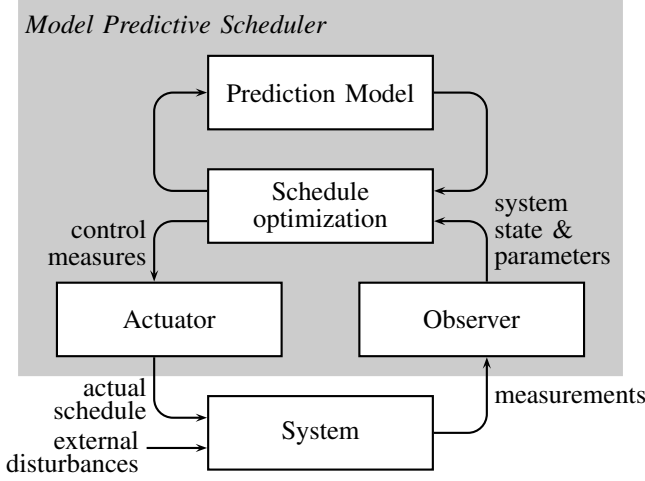 Model Predictive Scheduler
Prediction Model
Schedule
optimization
control
measures
system
state &
parameters
Actuator
Observer
actual
schedule
measurements
System
external
disturbances